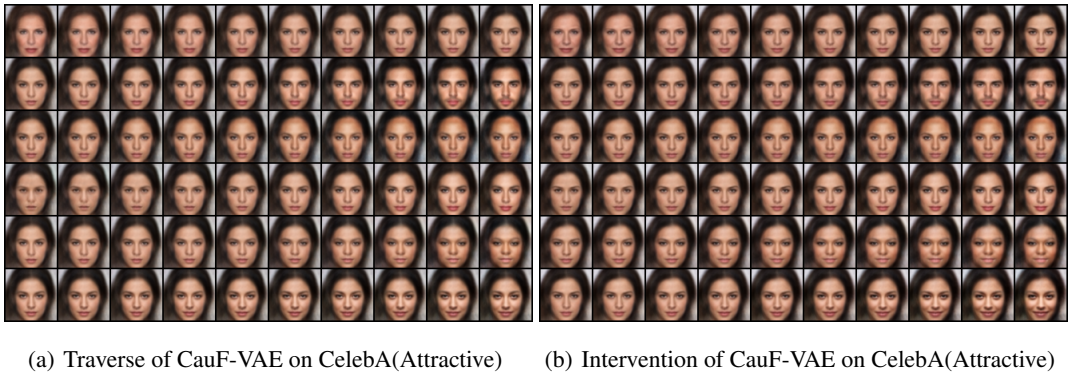 (a) Traverse of CauF-VAE on CelebA(Attractive)
(b) Intervention of CauF-VAE on CelebA(Attractive)